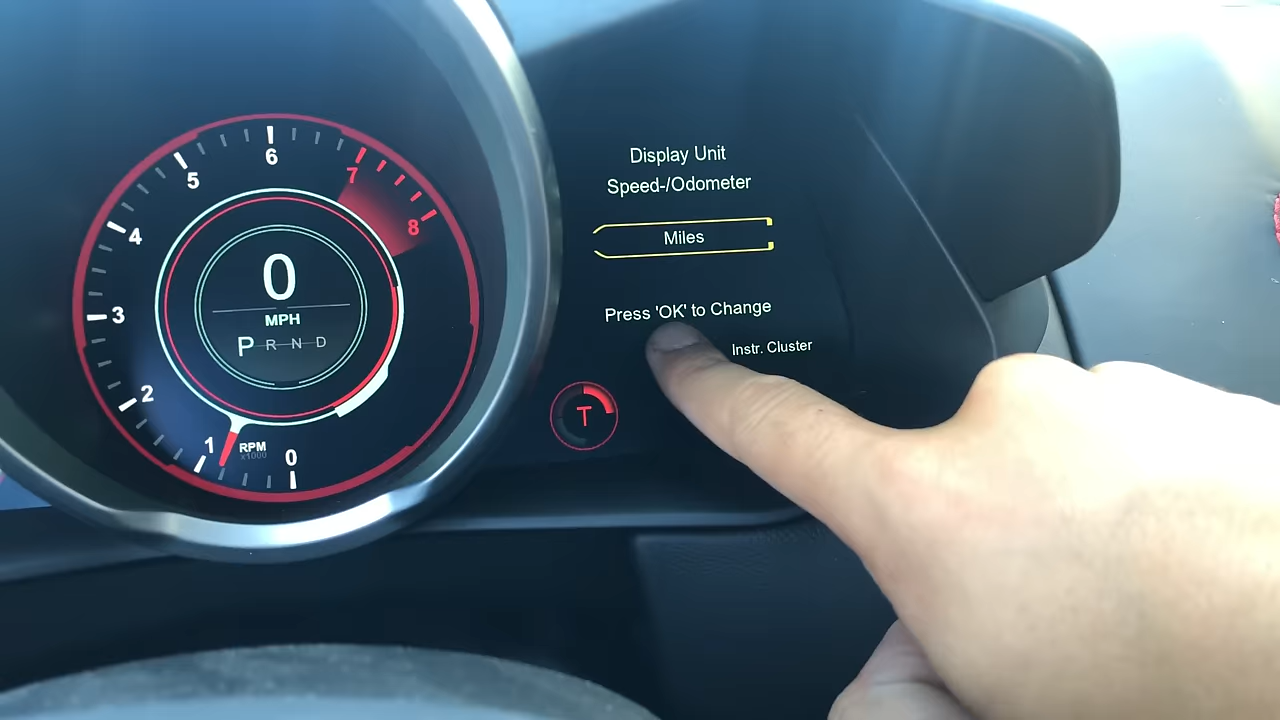 6
5
7
4
8
0
MPH
3
P R N D
2
1
RPM
x1000
0
Display Unit
Speed-/Odometer
Miles
Press 'OK' to Change
Instr. Cluster
T